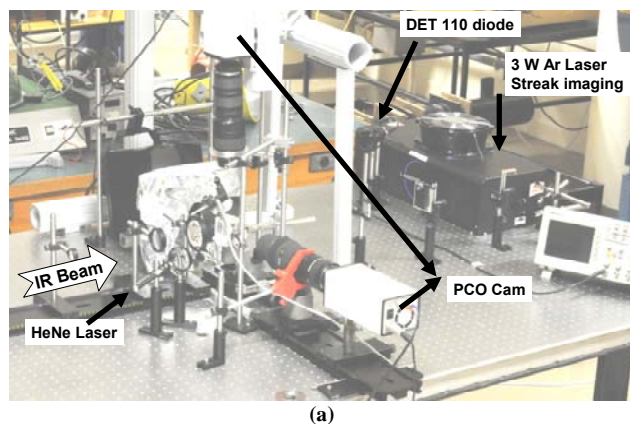 DET 110 diode
3 W Ar Laser
Streak imaging
IR Beam
PCO Cam
HeNe Laser
(a)